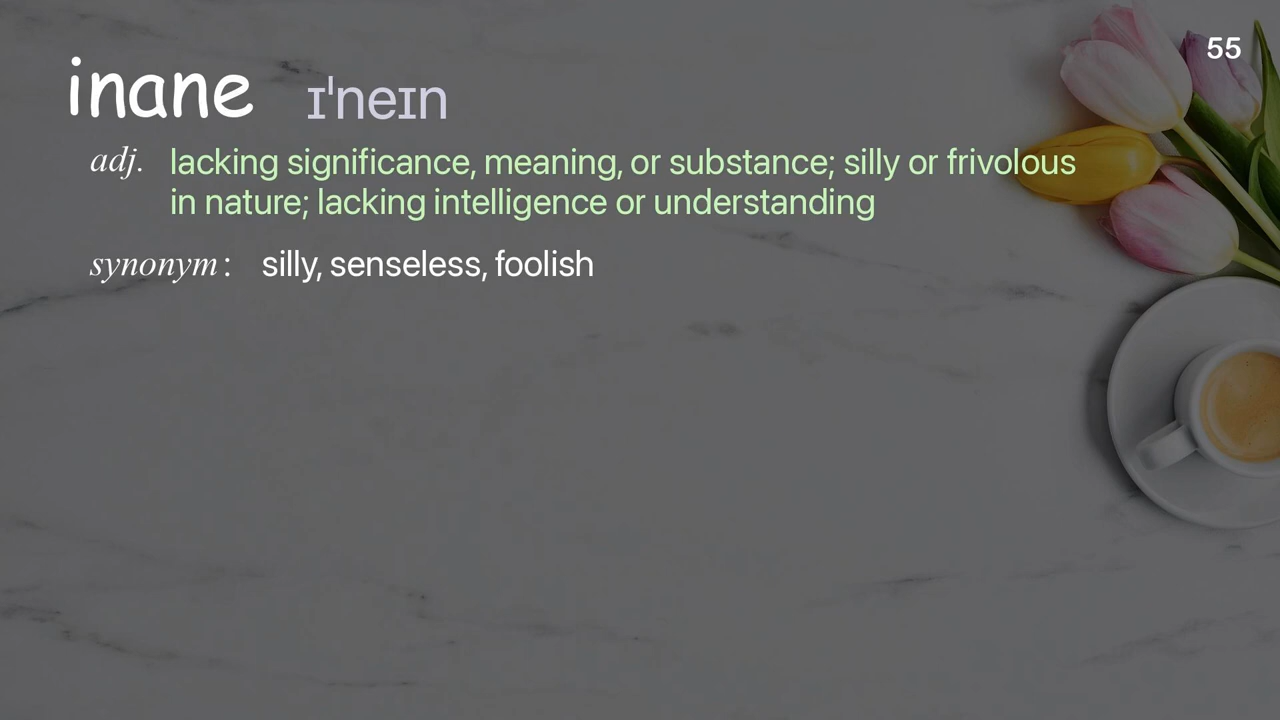 55
inane ɪˈneɪn
adj. lacking significance, meaning, or substance; silly or frivolous
in nature; lacking intelligence or understanding
synonym : silly, senseless, foolish